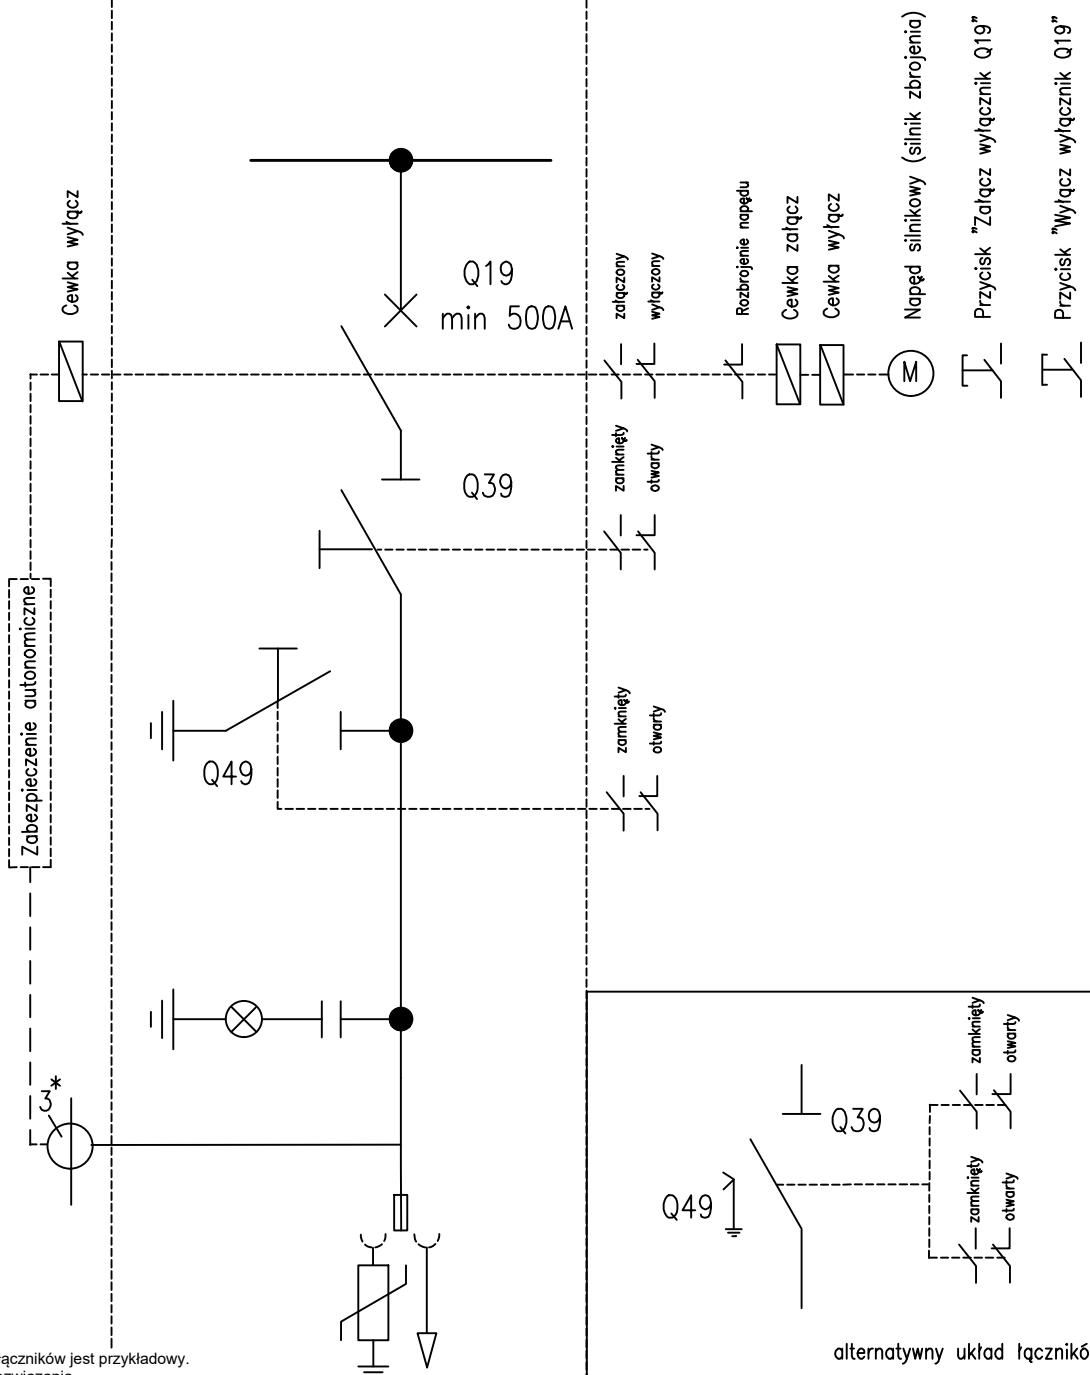 Cewka wyłącz
Q19
min 500A
załączony
wyłączony
Rozbrojenie napędu
Cewka załącz
Cewka wyłącz
Napęd silnikowy (silnik zbrojenia)
Przycisk "Załącz wyłącznik Q19"
Przycisk "Wyłącz wyłącznik Q19"
M
Q39
zamknięty
otwarty
Zabezpieczenie autonomiczne
Q49
zamknięty
otwarty
3*
Q39
zamknięty
otwarty
Q49
zamknięty
otwarty
alternatywny układ łącznikó
łączników jest przykładowy.